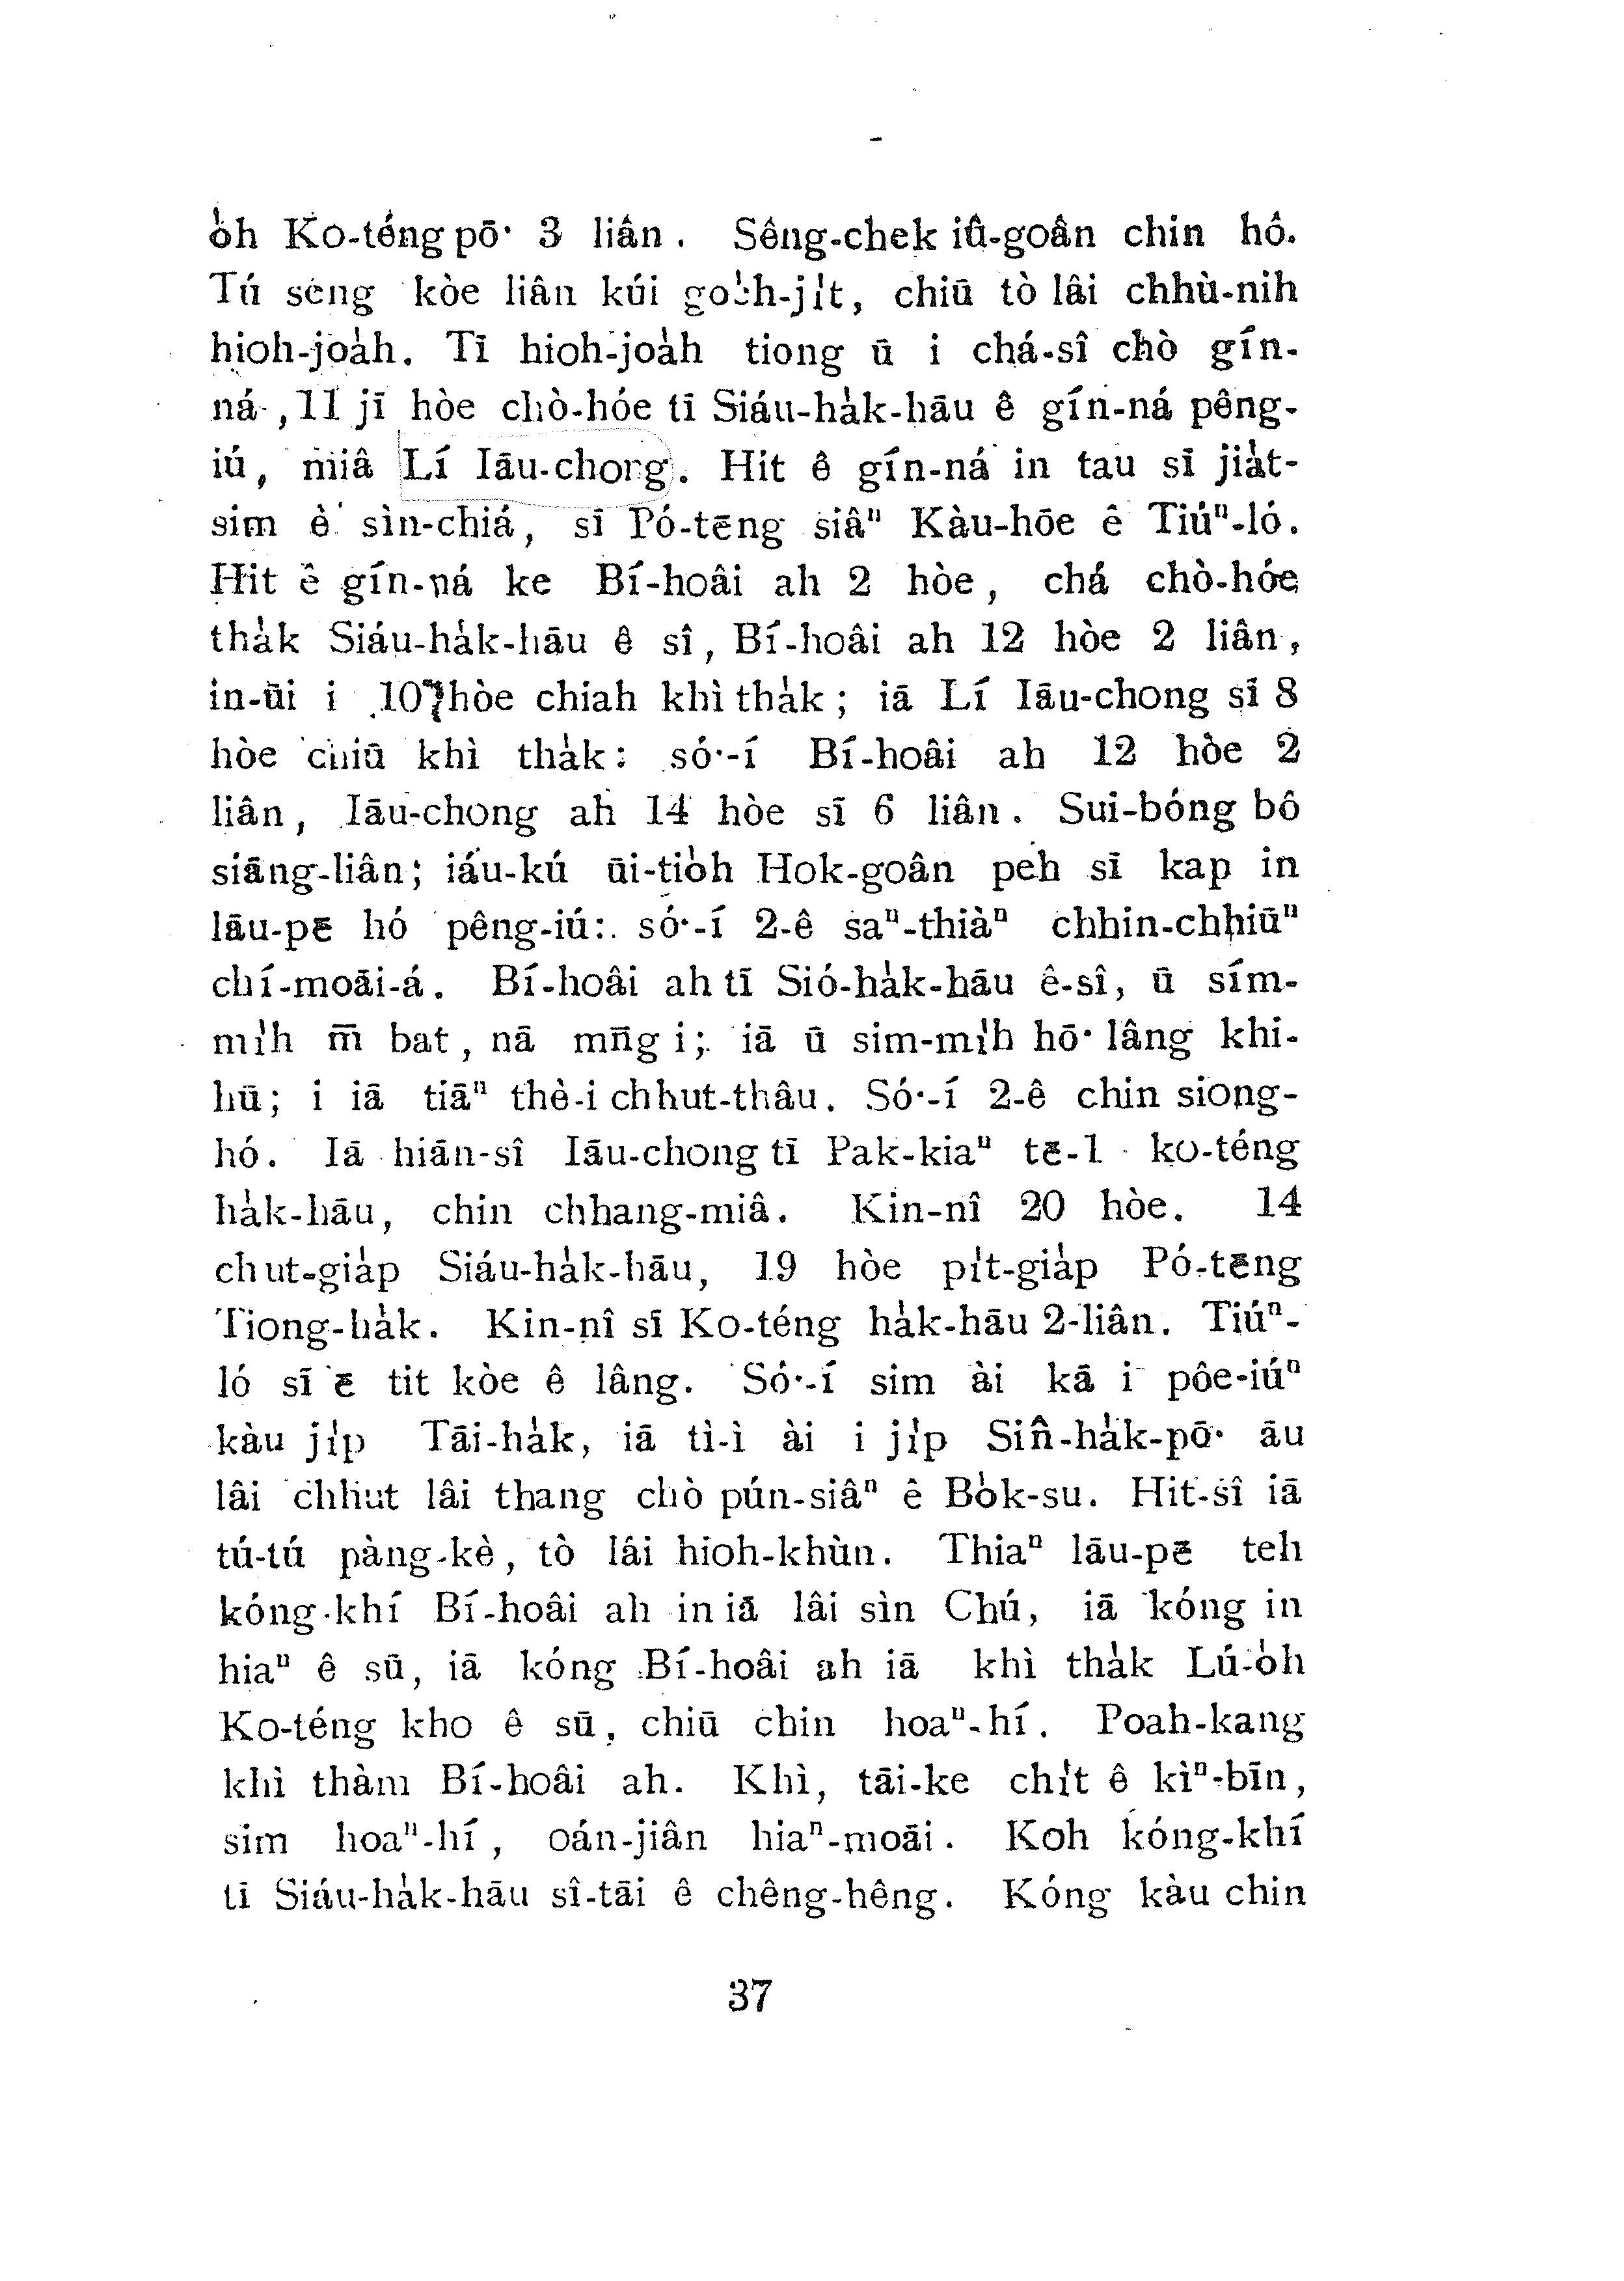 o̍h Ko-téng pō͘ 3 liân. Sêng-chek iû-goân chin hó.
Tú sèng kòe liân kúi goe̍h-ji̍t, chiū tò lâi chhù-nih
hioh-joa̍h. Tī hioh-joa̍h tiong ū i chá-sî chò gín-
ná, 11 jī hòe chò-hóe tī Siáu-ha̍k-hāu ê gín-ná pêng-
iú, miâ Lí Iāu-chong. Hit ê gín-ná in tau sī jia̍t-
sim ê sìn-chiá, sī Pó-tēng siâⁿ Kàu-hōe ê Tiúⁿ-ló.
Hit ê gín-ná ke Bí-hoâi ah 2 hòe, chá chò-hóe
tha̍k Siáu-ha̍k-hāu ê sî, Bí-hoâi ah 12 hòe 2 liân,
in-ūi i 10 hòe chiah khì tha̍k; iā Lí Iāu-chong sī 8
hòe chiū khì tha̍k: só͘-í Bí-hoâi ah 12 hòe 2
liân, Iāu-chong ah 14 hòe sī 6 liân. Sui-bóng bô
siāng-liân; iáu-kú ūi-tio̍h Hok-goân peh sī kap in
lāu-pē hó pêng-iú: só͘-í 2-ê saⁿ-thiàⁿ chhin-chhiūⁿ
chí-moāi-á. Bí-hoâi ah tī Sió-ha̍k-hāu ê-sî, ū sím-
mi̍h m̄ bat, nā mn̄g i; iā ū sim-mi̍h hō͘ lâng khi-
hū; i iā tiāⁿ thè-i chhut-thâu. Só͘-í 2-ê chin siong-
hó. Iā hiān-sî Iāu-chong tī Pak-kiaⁿ tē-1 ko-téng
ha̍k-hāu, chin chhang-miâ. Kin-nî 20 hòe. 14
chut-gia̍p Siáu-ha̍k-hāu, 19 hòe pi̍t-gia̍p Pó-tēng
Tiong-ha̍k. Kin-nî sī Ko-téng ha̍k-hāu 2-liân. Tiúⁿ-
ló sī ē tit kòe ê lâng. Só͘-í sim ài kā i pôe-iúⁿ
kàu ji̍p Tāi-ha̍k, iā tì-ì ài i ji̍p Sîn-ha̍k-pō͘ āu
lâi chhut lâi thang chò pún-siâⁿ ê Bo̍k-su. Hit-sî iā
tú-tú pàng-kè, tò lâi hioh-khùn. Thiaⁿ lāu-pē teh
kóng-khí Bí-hoâi ah in iā lâi sìn Chú, iā kóng in
hiaⁿ ê sū, iā kóng Bí-hoâi ah iā khì tha̍k Lú-o̍h
Ko-téng kho ê sū, chiū chin hoaⁿ-hí. Poah-kang
khì thàm Bí-hoâi ah. Khì, tāi-ke chi̍t ê kìⁿ-bīn,
sim hoaⁿ-hí, oán-jiân hiaⁿ-moāi. Koh kóng-khí
tī Siáu-ha̍k-hāu sî-tāi ê chêng-hêng. Kóng kàu chin
37